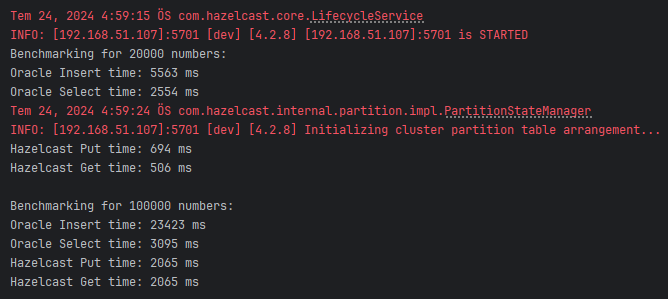 Tem 24, 2024 4:59:15 ÖS com.hazelcast.core.LifecycleService
INFO: [192.168.51.107]:5701 [dev] [4.2.8] [192.168.51.107]:5701 is STARTED
Benchmarking for 20000 numbers:
Oracle Insert time: 5563 ms
Oracle Select time: 2554 ms
Tem 24, 2024 4:59:24 ÖS com.hazelcast.internal.partition.impl.PartitionStateManager
INFO: [192.168.51.107]:5701 [dev] [4.2.8] Initializing cluster partition table arrangement...
Hazelcast Put time: 694 ms
Hazelcast Get time: 506 ms
Benchmarking for 100000 numbers:
Oracle Insert time: 23423 ms
Oracle Select time: 3095 ms
Hazelcast Put time: 2065 ms
Hazelcast Get time: 2065 ms